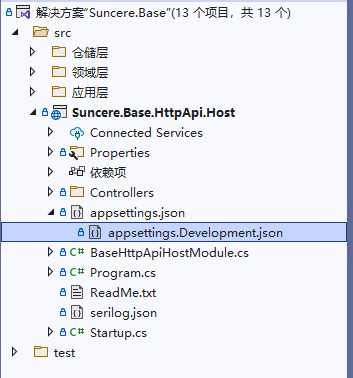 解决方案"Suncere.Base"(13 个项目，共 13 个)
src
仓储层
领域层
应用层
Suncere.Base.HttpApi.Host
Connected Services
Properties
依赖项
Controllers
appsettings.json
appsettings.Development.json
C# BaseHttpApiHostModule.cs
C# Program.cs
ReadMe.txt
serilog.json
C# Startup.cs
test